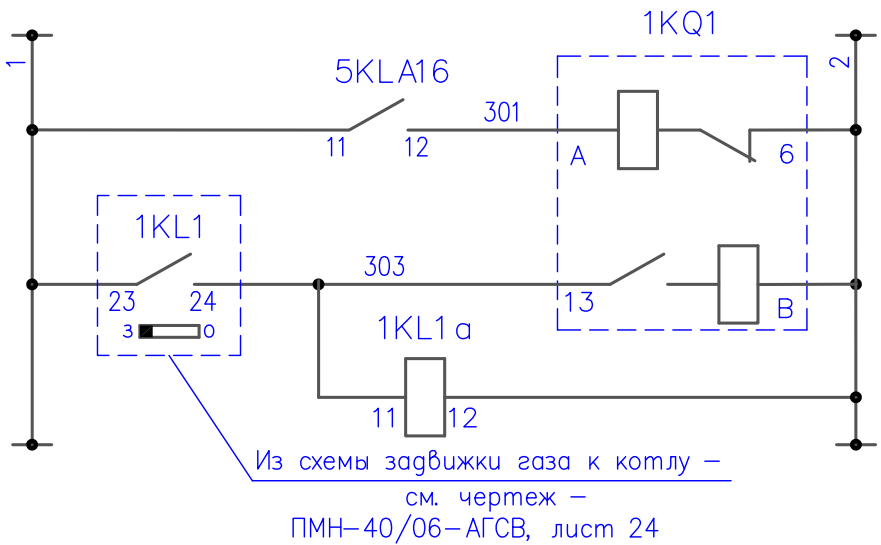 1KQ1
1
2
5KLA16
301
11
12
A
6
1KL1
303
23
24
13
B
З
О
1KL1a
11
12
Из схемы задвижки газа к котлу –
см. чертеж –
ПМН–40/06–АГСВ, лист 24